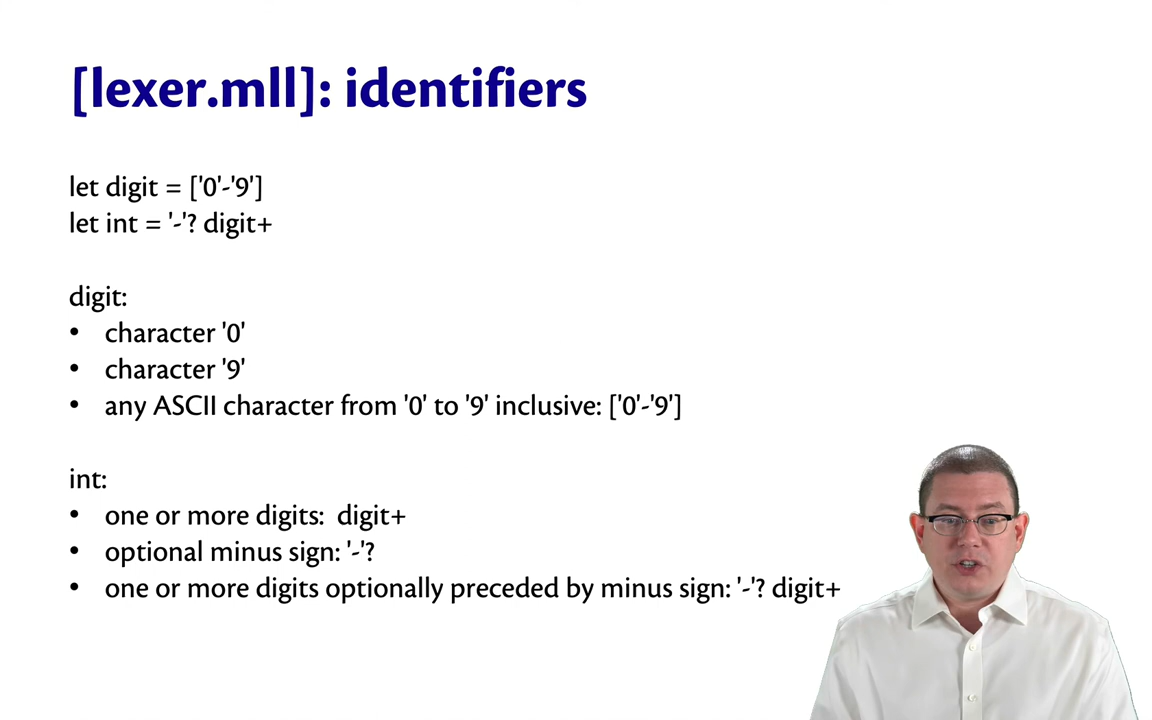 [lexer.mll]: identifiers
let digit = ['0'-'9']
let int = '-'? digit+
digit:
• character '0'
• character '9'
• any ASCII character from '0' to '9' inclusive: ['0'-'9']
int:
• one or more digits:  digit+
• optional minus sign: '-'?
• one or more digits optionally preceded by minus sign: '-'? digit+